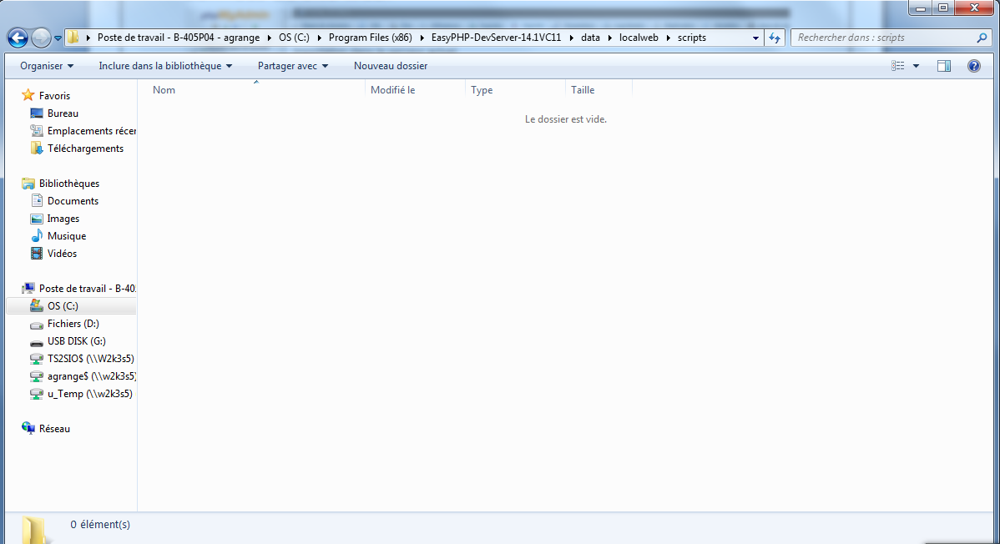 Poste de travail - B-405P04 - agrange OS (C:) Program Files (x86) EasyPHP-DevServer-14.1VC11 data localweb scripts
Rechercher dans : scripts
Organiser Inclure dans la bibliothèque Partager avec Nouveau dossier
Nom Modifié le Type Taille
Le dossier est vide.
Favoris
Bureau
Emplacements récer
Téléchargements
Bibliothèques
Documents
Images
Musique
Vidéos
Poste de travail - B-40
OS (C:)
Fichiers (D:)
USB DISK (G:)
TS2SIO$ (\\W2k3s5)
agrange$ (\\w2k3s5)
u_Temp (\\w2k3s5)
Réseau
0 élément(s)